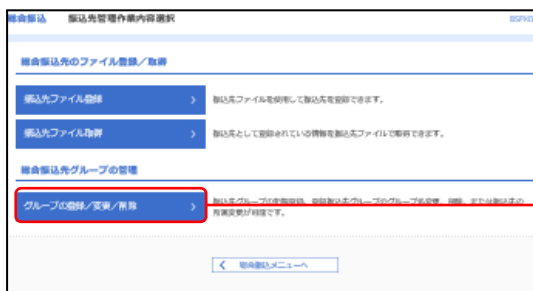 総合振込 振込先管理作業内容選択
総合振込先のファイル登録／取得
振込先ファイル登録
振込先ファイルを使用して振込先を登録できます。
振込先ファイル取得
振込先として登録されている情報を振込先ファイルで取得できます。
総合振込先グループの管理
グループの登録／変更／削除
振込先グループの新規登録、登録振込先グループのグループ名変更、削除、または振込先の
所属変更が可能です。
総合振込メニューへ